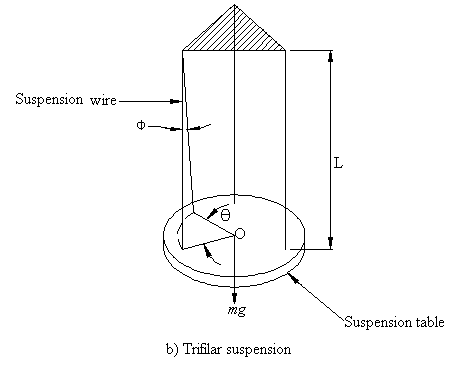 Suspension wire
Φ
L
θ
O
mg
Suspension table
b) Trifilar suspension